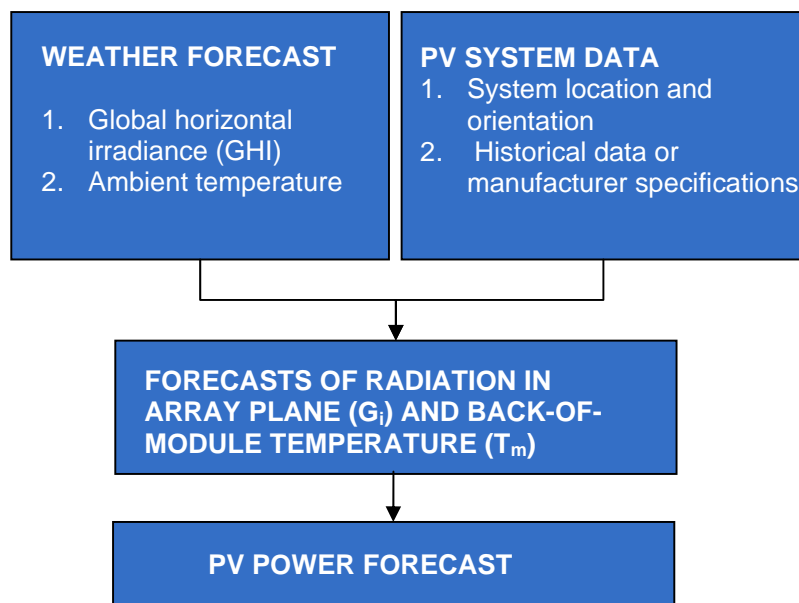 WEATHER FORECAST
1. Global horizontal
irradiance (GHI)
2. Ambient temperature
PV SYSTEM DATA
1. System location and
orientation
2. Historical data or
manufacturer specifications
FORECASTS OF RADIATION IN
ARRAY PLANE (Gi) AND BACK-OF-
MODULE TEMPERATURE (Tm)
PV POWER FORECAST